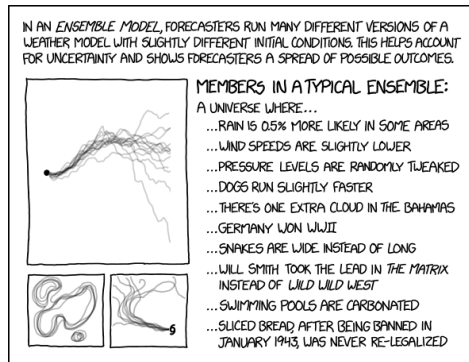 IN AN ENSEMBLE MODEL, FORECASTERS RUN MANY DIFFERENT VERSIONS OF A
WEATHER MODEL WITH SLIGHTLY DIFFERENT INITIAL CONDITIONS. THIS HELPS ACCOUNT
FOR UNCERTAINTY AND SHOWS FORECASTERS A SPREAD OF POSSIBLE OUTCOMES.
MEMBERS IN A TYPICAL ENSEMBLE:
A UNIVERSE WHERE...
...RAIN IS 0.5% MORE LIKELY IN SOME AREAS
...WIND SPEEDS ARE SLIGHTLY LOWER
...PRESSURE LEVELS ARE RANDOMLY TWEAKED
...DOGS RUN SLIGHTLY FASTER
...THERE'S ONE EXTRA CLOUD IN THE BAHAMAS
...GERMANY WON WWII
...SNAKES ARE WIDE INSTEAD OF LONG
...WILL SMITH TOOK THE LEAD IN THE MATRIX
INSTEAD OF WILD WILD WEST
...SWIMMING POOLS ARE CARBONATED
...SLICED BREAD, AFTER BEING BANNED IN
JANUARY 1943, WAS NEVER RE-LEGALIZED